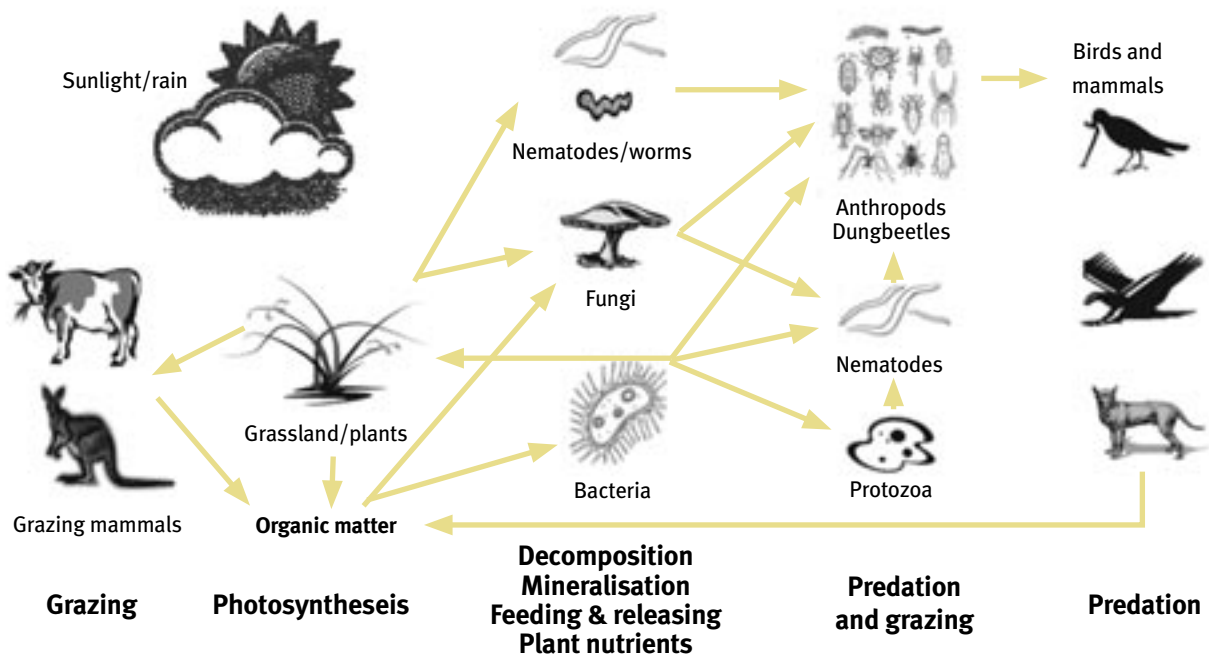 Sunlight/rain
Nematodes/worms
Birds and
mammals
Anthropods
Dungbeetles
Fungi
Nematodes
Grassland/plants
Bacteria
Protozoa
Grazing mammals
Organic matter
Grazing
Photosyntheseis
Decomposition
Mineralisation
Feeding & releasing
Plant nutrients
Predation
and grazing
Predation